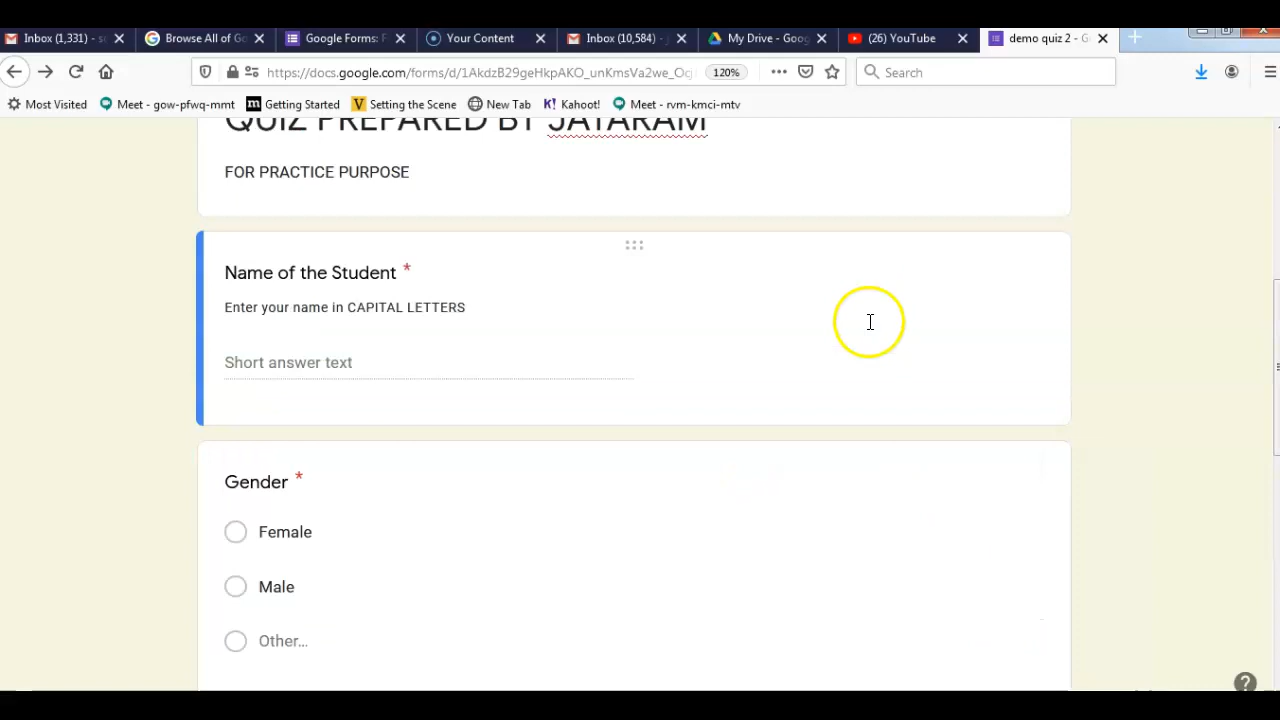 Inbox (1,331) - se
Browse All of Go
Google Forms: F
Your Content
Inbox (10,584) - j
My Drive - Goog
(26) YouTube
demo quiz 2 - G
https://docs.google.com/forms/d/1AkdzB29geHkpAKO_unKmsVa2we_Og
120%
Search
Most Visited
Meet - gow-pfwq-mmt
Getting Started
Setting the Scene
New Tab
Kahoot!
Meet - rvm-kmci-mtv
QUIZ PREPARED BY JATARAM
FOR PRACTICE PURPOSE
Name of the Student *
Enter your name in CAPITAL LETTERS
Short answer text
Gender *
Female
Male
Other...